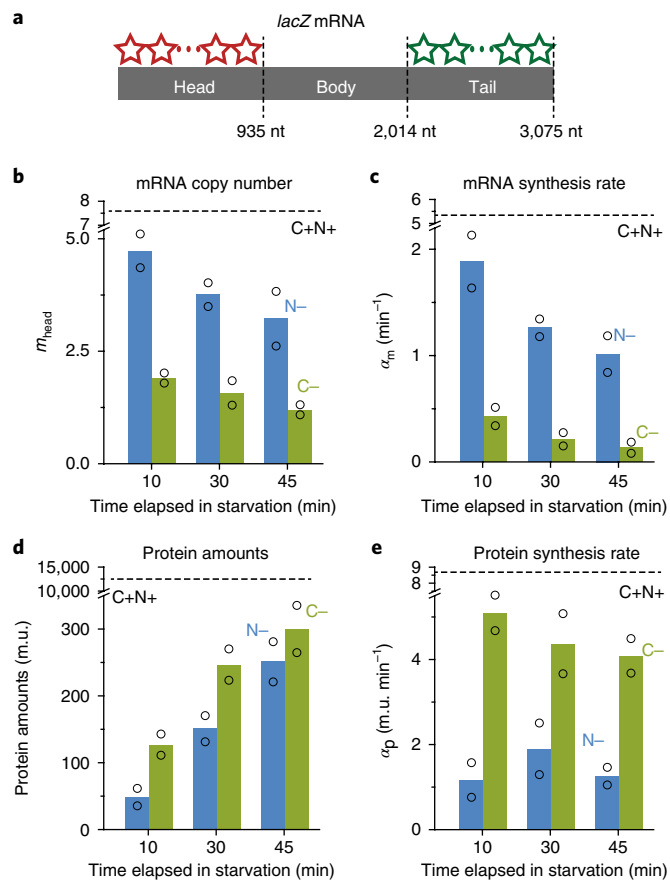 a
lacZ mRNA
Head Body Tail
935 nt 2,014 nt 3,075 nt
b
mRNA copy number
8
7
5.0
2.5
0.0
m_head
C+N+
N–
C–
10 30 45
Time elapsed in starvation (min)
c
mRNA synthesis rate
6
5
2
1
0
α_m (min⁻¹)
C+N+
N–
C–
10 30 45
Time elapsed in starvation (min)
d
Protein amounts
15,000
10,000
300
200
100
50
0
Protein amounts (m.u.)
C+N+
N–
C–
10 30 45
Time elapsed in starvation (min)
e
Protein synthesis rate
9
8
4
2
0
α_p (m.u. min⁻¹)
C+N+
C–
N–
10 30 45
Time elapsed in starvation (min)